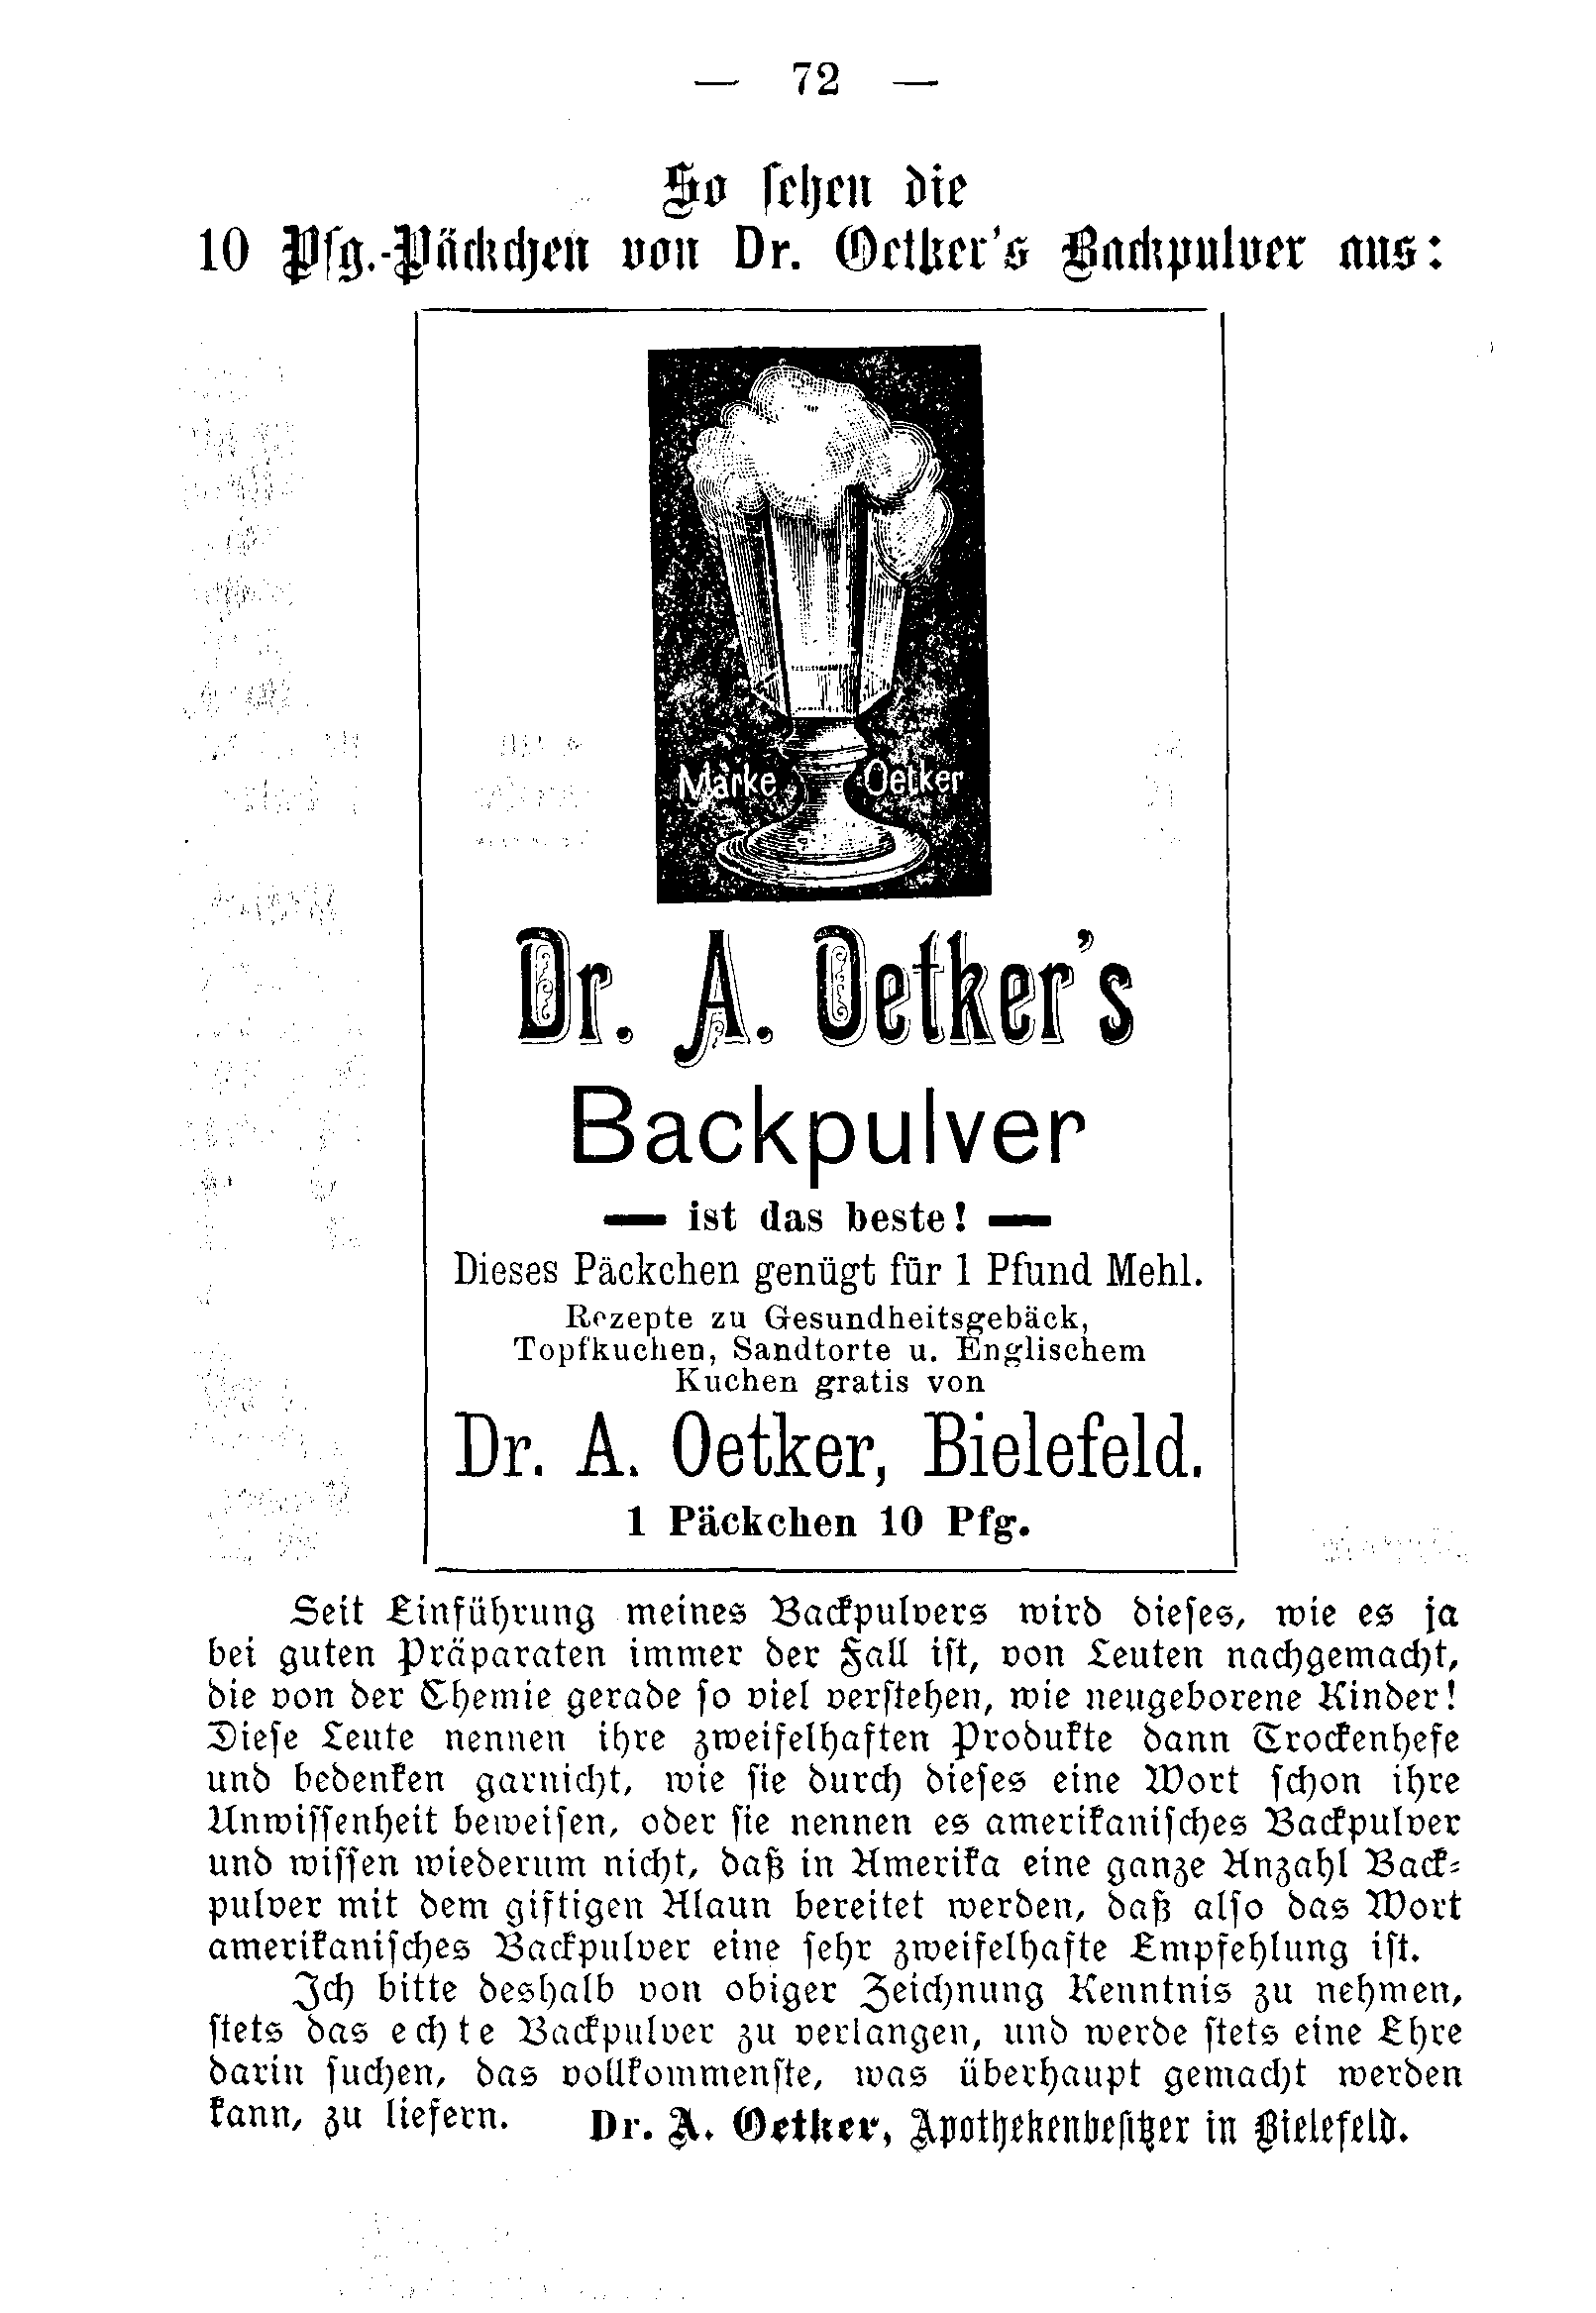 — 72 —
So sehen die
10 Pfg.-Päckchen von Dr. Oetker's Backpulver aus:
Marke Oetker
Dr. A. Oetker's
Backpulver
— ist das beste! —
Dieses Päckchen genügt für 1 Pfund Mehl.
Rezepte zu Gesundheitsgebäck,
Topfkuchen, Sandtorte u. Englischem
Kuchen gratis von
Dr. A. Oetker, Bielefeld.
1 Päckchen 10 Pfg.
Seit Einführung meines Backpulvers wird dieses, wie es ja
bei guten Präparaten immer der Fall ist, von Leuten nachgemacht,
die von der Chemie gerade so viel verstehen, wie neugeborene Kinder!
Diese Leute nennen ihre zweifelhaften Produkte dann Trockenhefe
und bedenken garnicht, wie sie durch dieses eine Wort schon ihre
Unwissenheit beweisen, oder sie nennen es amerikanisches Backpulver
und wissen wiederum nicht, daß in Amerika eine ganze Anzahl Back-
pulver mit dem giftigen Alaun bereitet werden, daß also das Wort
amerikanisches Backpulver eine sehr zweifelhafte Empfehlung ist.
Ich bitte deshalb von obiger Zeichnung Kenntnis zu nehmen,
stets das echte Backpulver zu verlangen, und werde stets eine Ehre
darin suchen, das vollkommenste, was überhaupt gemacht werden
kann, zu liefern. Dr. A. Oetker, Apothekenbesitzer in Bielefeld.